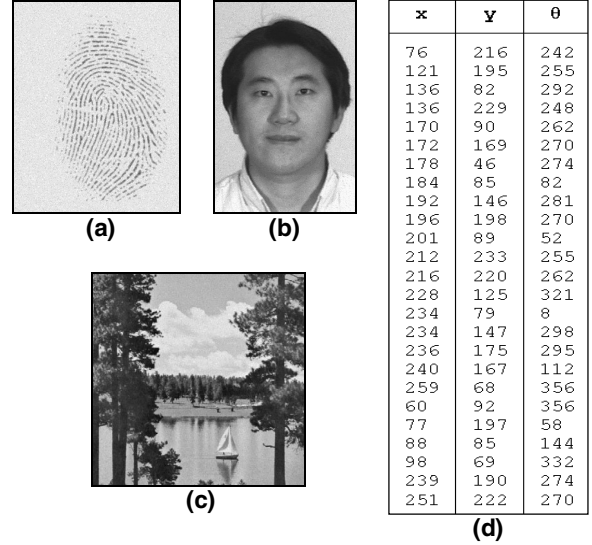 (a)
(b)
(c)
x y θ
76 216 242
121 195 255
136 82 292
136 229 248
170 90 262
172 169 270
178 46 274
184 85 82
192 146 281
196 198 270
201 89 52
212 233 255
216 220 262
228 125 321
234 79 8
234 147 298
236 175 295
240 167 112
259 68 356
60 92 356
77 197 58
88 85 144
98 69 332
239 190 274
251 222 270
(d)